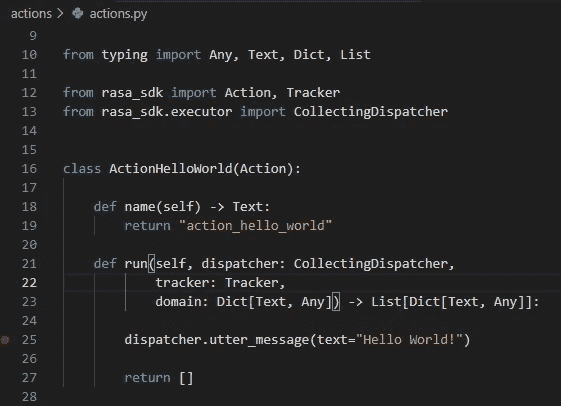 actions > actions.py
9
10 from typing import Any, Text, Dict, List
11
12 from rasa_sdk import Action, Tracker
13 from rasa_sdk.executor import CollectingDispatcher
14
15
16 class ActionHelloWorld(Action):
17
18     def name(self) -> Text:
19         return "action_hello_world"
20
21     def run(self, dispatcher: CollectingDispatcher,
22             tracker: Tracker,
23             domain: Dict[Text, Any]) -> List[Dict[Text, Any]]:
24
25         dispatcher.utter_message(text="Hello World!")
26
27         return []
28